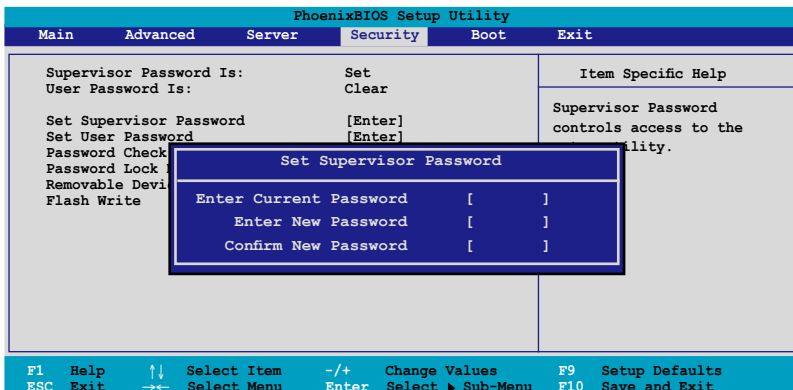 PhoenixBIOS Setup Utility
Main Advanced Server Security Boot Exit
Supervisor Password Is: Set
User Password Is: Clear
Set Supervisor Password [Enter]
Set User Password [Enter]
Password Check
Password Lock
Removable Devi
Flash Write
Item Specific Help
Supervisor Password
controls access to the
ility.
Set Supervisor Password
Enter Current Password [ ]
Enter New Password [ ]
Confirm New Password [ ]
F1 Help ↑↓ Select Item -/+ Change Values F9 Setup Defaults
ESC Exit →← Select Menu Enter Select ▶ Sub-Menu F10 Save and Exit